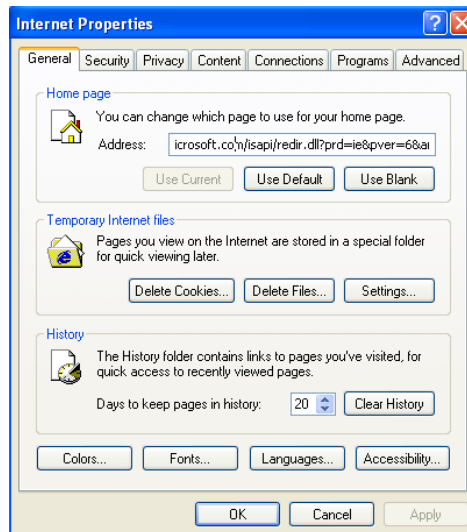 Internet Properties
General Security Privacy Content Connections Programs Advanced
Home page
You can change which page to use for your home page.
Address: icrosoft.com/isapi/redir.dll?prd=ie&pver=6&ar
Use Current Use Default Use Blank
Temporary Internet files
Pages you view on the Internet are stored in a special folder
for quick viewing later.
Delete Cookies... Delete Files... Settings...
History
The History folder contains links to pages you've visited, for
quick access to recently viewed pages.
Days to keep pages in history: 20 Clear History
Colors... Fonts... Languages... Accessibility...
OK Cancel Apply